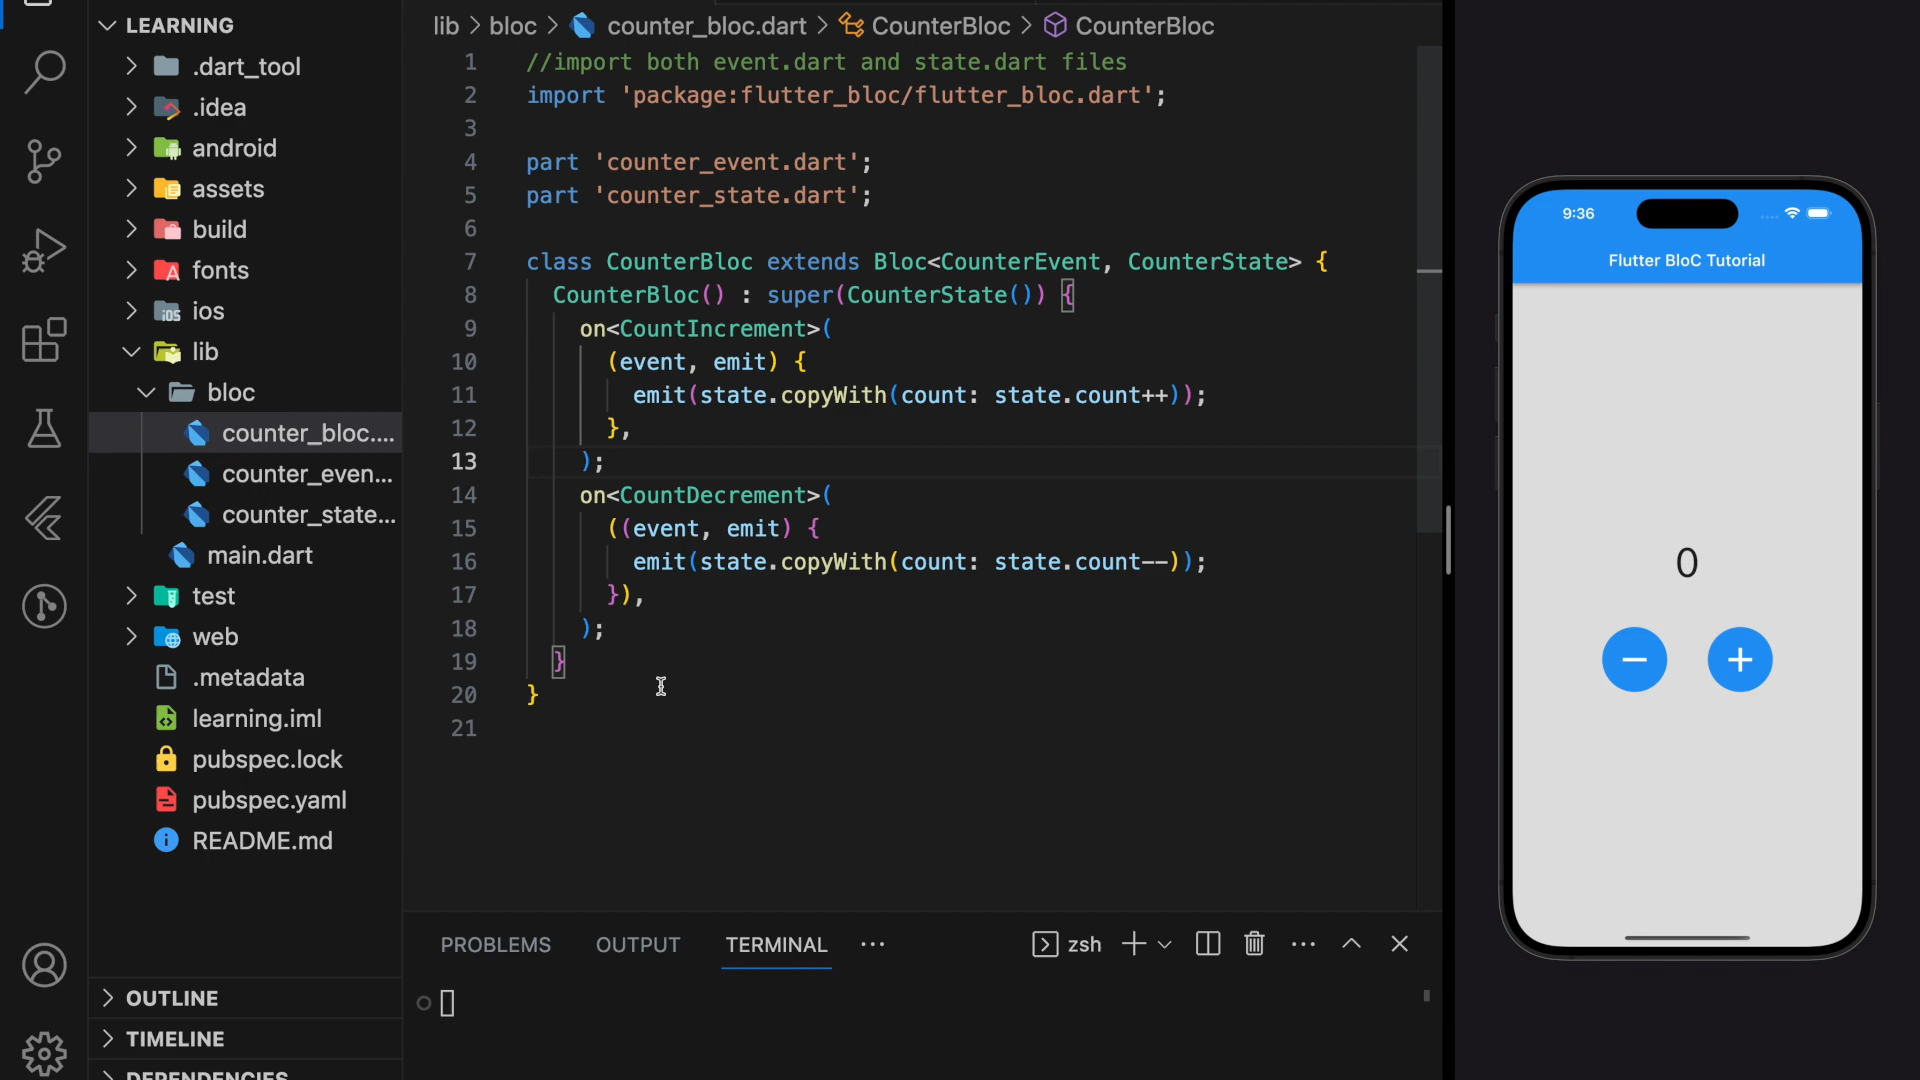 LEARNING
.dart_tool
.idea
android
assets
build
fonts
ios
lib
bloc
counter_bloc....
counter_even...
counter_state...
main.dart
test
web
.metadata
learning.iml
pubspec.lock
pubspec.yaml
README.md
OUTLINE
TIMELINE
DEPENDENCIES
lib > bloc > counter_bloc.dart > CounterBloc > CounterBloc
1 //import both event.dart and state.dart files
2 import 'package:flutter_bloc/flutter_bloc.dart';
3
4 part 'counter_event.dart';
5 part 'counter_state.dart';
6
7 class CounterBloc extends Bloc<CounterEvent, CounterState> {
8 CounterBloc() : super(CounterState()) {
9 on<CountIncrement>(
10 (event, emit) {
11 emit(state.copyWith(count: state.count++));
12 },
13 );
14 on<CountDecrement>(
15 ((event, emit) {
16 emit(state.copyWith(count: state.count--));
17 }),
18 );
19 }
20 }
21
PROBLEMS OUTPUT TERMINAL ... zsh
9:36
Flutter BloC Tutorial
0